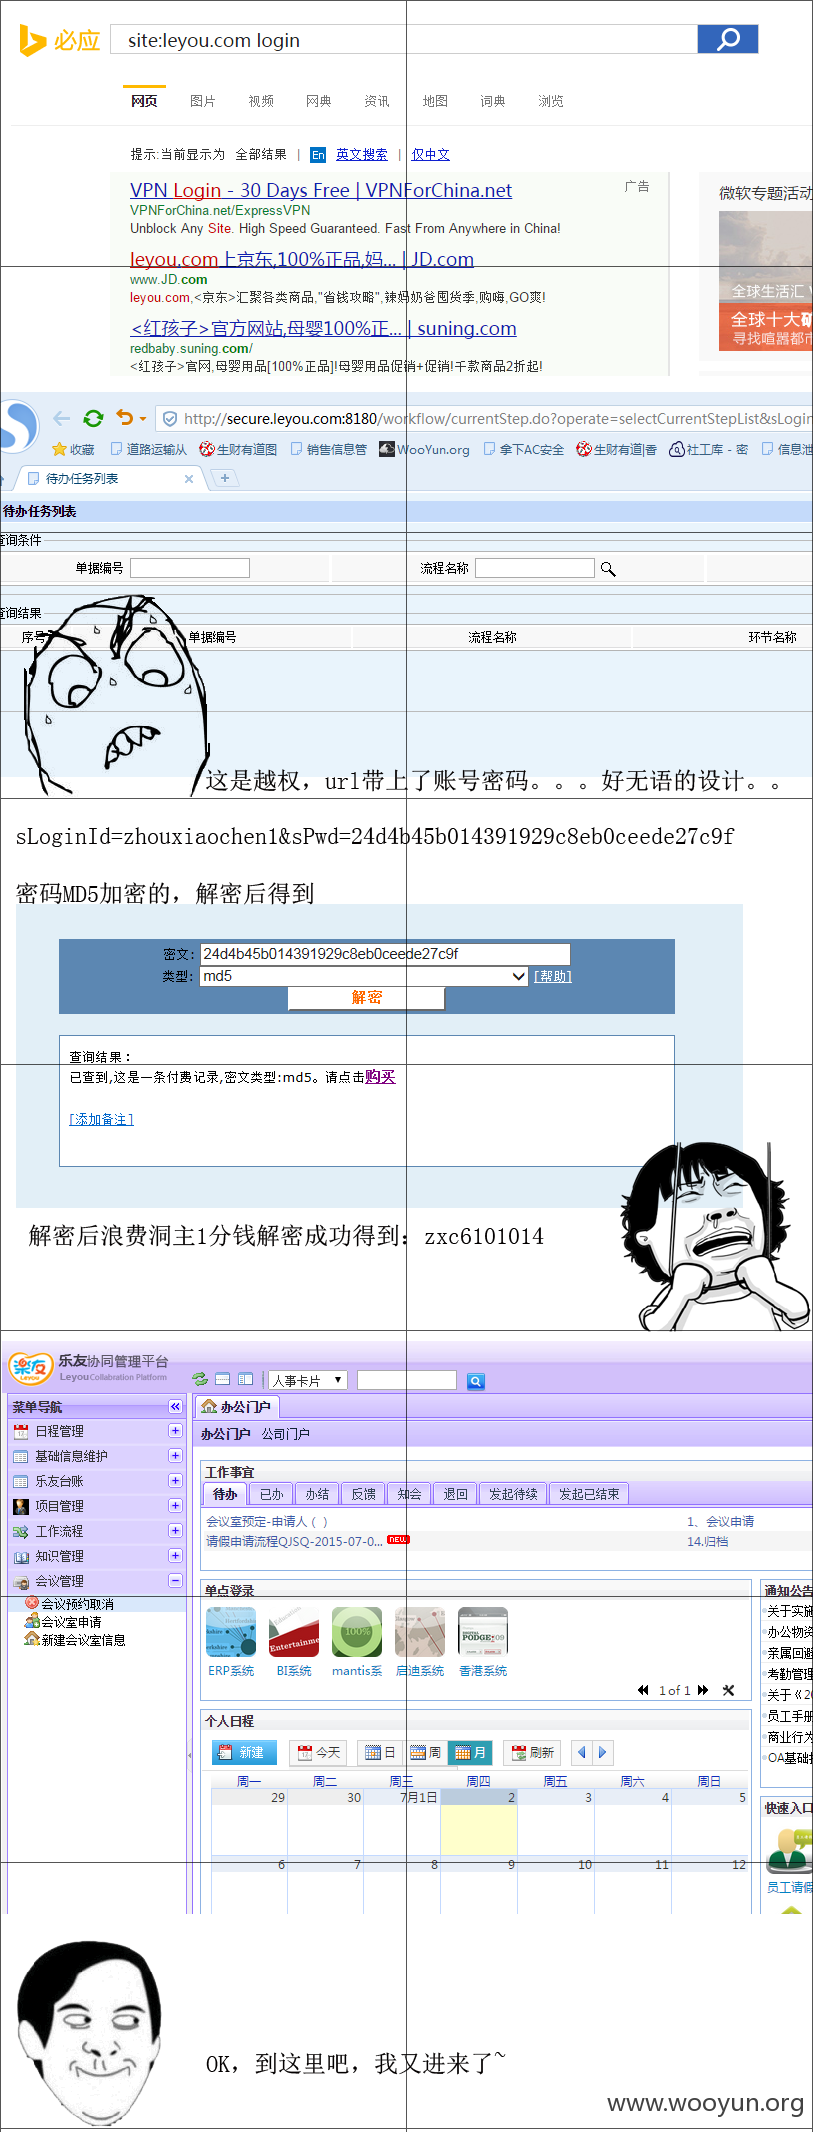 必应
site:leyou.com login
网页 图片 视频 网典 资讯 地图 词典 浏览
提示:当前显示为 全部结果 | En 英文搜索 | 仅中文
VPN Login - 30 Days Free | VPNForChina.net
广告
VPNForChina.net/ExpressVPN
Unblock Any Site. High Speed Guaranteed. Fast From Anywhere in China!
leyou.com上京东,100%正品,妈... | JD.com
www.JD.com
leyou.com,<京东>汇聚各类商品,"省钱攻略",辣妈奶爸囤货季,购嗨,GO爽!
<红孩子>官方网站,母婴100%正... | suning.com
redbaby.suning.com/
<红孩子>官网,母婴用品[100%正品]!母婴用品促销+促销!千款商品2折起!
微软专题活动
全球生活汇
全球十大
寻找喧嚣都市
http://secure.leyou.com:8180/workflow/currentStep.do?operate=selectCurrentStepList&sLogin
收藏 道路运输从 生财有道图 销售信息管 WooYun.org 拿下AC安全 生财有道|香 社工库 - 密 信息泄
待办任务列表
待办任务列表
查询条件
单据编号 流程名称
查询结果
序号 单据编号 流程名称 环节名称
这是越权，url带上了账号密码。。。好无语的设计。。
sLoginId=zhouxiaochen1&sPwd=24d4b45b014391929c8eb0ceede27c9f
密码MD5加密的，解密后得到
密文: 24d4b45b014391929c8eb0ceede27c9f
类型: md5 [帮助]
解密
查询结果：
已查到,这是一条付费记录,密文类型:md5。请点击购买
[添加备注]
解密后浪费洞主1分钱解密成功得到：zxc6101014
乐友 乐友协同管理平台
LeyouCollabration Platform
人事卡片
菜单导航 办公门户
日程管理
基础信息维护
乐友台账
项目管理
工作流程
知识管理
会议管理
会议预约取消
会议室申请
新建会议室信息
办公门户 公司门户
工作事宜
待办 已办 办结 反馈 知会 退回 发起待续 发起已结束
会议室预定-申请人 ( ) 1、会议申请
请假申请流程QJSQ-2015-07-0... NEW 14.归档
单点登录
ERP系统 BI系统 mantis系 启迪系统 香港系统
1 of 1
通知公告
关于实施
办公物资
亲属回避
考勤管理
关于《20
员工手册
商业行为
OA基础
个人日程
新建 今天 日 周 月 刷新
周一 周二 周三 周四 周五 周六 周日
29 30 7月1日 2 3 4 5
6 7 8 9 10 11 12
快速入口
员工请假
OK，到这里吧，我又进来了~
www.wooyun.org